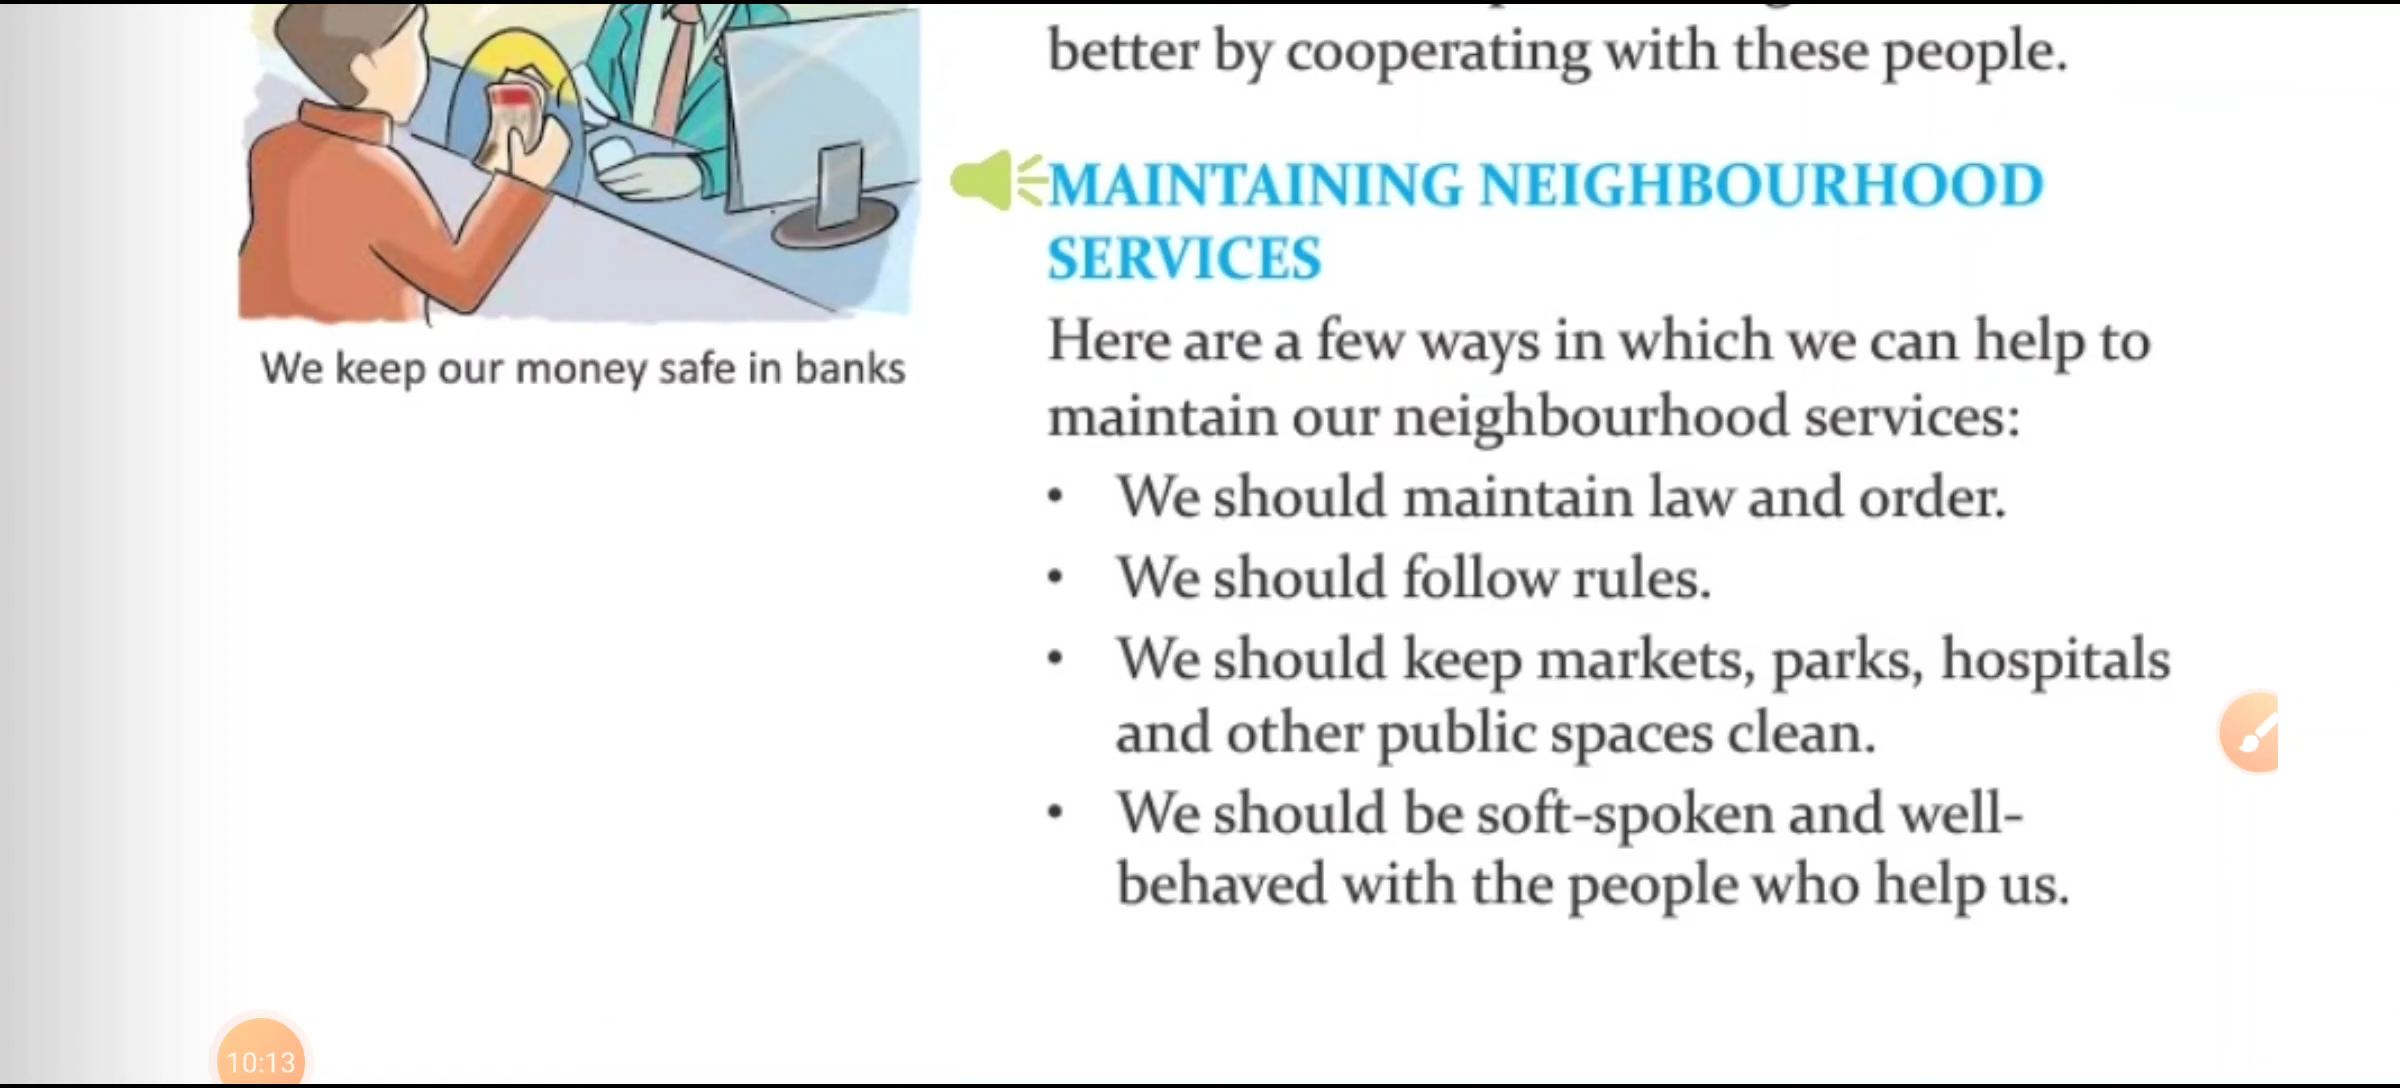 better by cooperating with these people.
MAINTAINING NEIGHBOURHOOD
SERVICES
Here are a few ways in which we can help to
maintain our neighbourhood services:
• We should maintain law and order.
• We should follow rules.
• We should keep markets, parks, hospitals
and other public spaces clean.
• We should be soft-spoken and well-
behaved with the people who help us.
We keep our money safe in banks
10:13